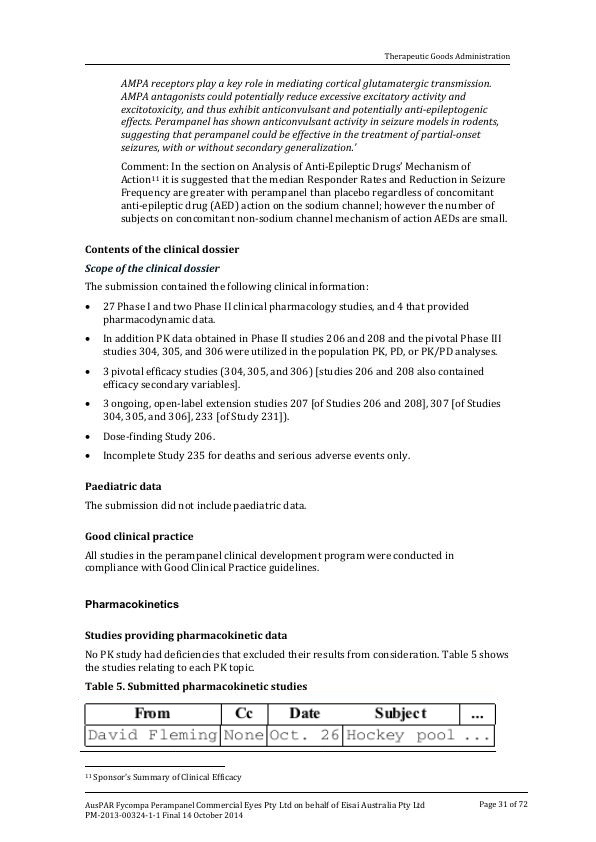 Therapeutic Goods Administration
AMPA receptors play a key role in mediating cortical glutamatergic transmission.
AMPA antagonists could potentially reduce excessive excitatory activity and
excitotoxicity, and thus exhibit anticonvulsant and potentially anti-epileptogenic
effects. Perampanel has shown anticonvulsant activity in seizure models in rodents,
suggesting that perampanel could be effective in the treatment of partial-onset
seizures, with or without secondary generalization.'
Comment: In the section on Analysis of Anti-Epileptic Drugs' Mechanism of
Action¹¹ it is suggested that the median Responder Rates and Reduction in Seizure
Frequency are greater with perampanel than placebo regardless of concomitant
anti-epileptic drug (AED) action on the sodium channel; however the number of
subjects on concomitant non-sodium channel mechanism of action AEDs are small.
Contents of the clinical dossier
Scope of the clinical dossier
The submission contained the following clinical information:
• 27 Phase I and two Phase II clinical pharmacology studies, and 4 that provided
pharmacodynamic data.
• In addition PK data obtained in Phase II studies 206 and 208 and the pivotal Phase III
studies 304, 305, and 306 were utilized in the population PK, PD, or PK/PD analyses.
• 3 pivotal efficacy studies (304, 305, and 306) [studies 206 and 208 also contained
efficacy secondary variables].
• 3 ongoing, open-label extension studies 207 [of Studies 206 and 208], 307 [of Studies
304, 305, and 306], 233 [of Study 231]).
• Dose-finding Study 206.
• Incomplete Study 235 for deaths and serious adverse events only.
Paediatric data
The submission did not include paediatric data.
Good clinical practice
All studies in the perampanel clinical development program were conducted in
compliance with Good Clinical Practice guidelines.
Pharmacokinetics
Studies providing pharmacokinetic data
No PK study had deficiencies that excluded their results from consideration. Table 5 shows
the studies relating to each PK topic.
Table 5. Submitted pharmacokinetic studies
From Cc Date Subject ...
David Fleming None Oct. 26 Hockey pool ...
¹¹ Sponsor's Summary of Clinical Efficacy
AusPAR Fycompa Perampanel Commercial Eyes Pty Ltd on behalf of Eisai Australia Pty Ltd Page 31 of 72
PM-2013-00324-1-1 Final 14 October 2014